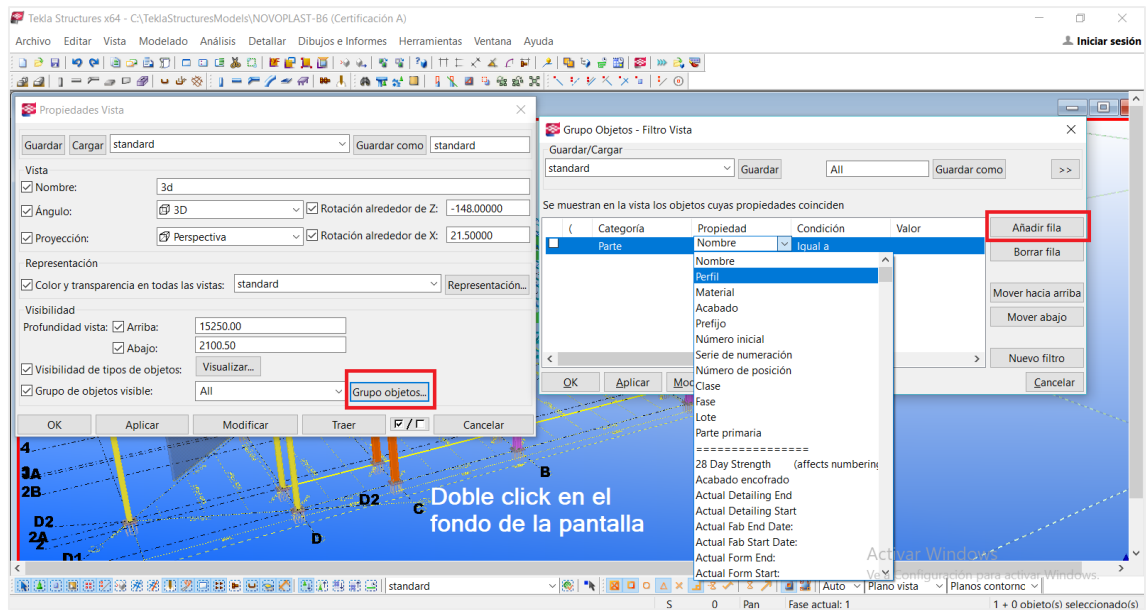 Tekla Structures x64 - C:\TeklaStructuresModels\NOVOPLAST-B6 (Certificación A)
Archivo Editar Vista Modelado Análisis Detallar Dibujos e Informes Herramientas Ventana Ayuda
Iniciar sesión
Propiedades Vista
Guardar Cargar standard Guardar como standard
Vista
Nombre: 3d
Ángulo: 3D Rotación alrededor de Z: -148.00000
Proyección: Perspectiva Rotación alrededor de X: 21.50000
Representación
Color y transparencia en todas las vistas: standard Representación...
Visibilidad
Profundidad vista: Arriba: 15250.00
Abajo: 2100.50
Visibilidad de tipos de objetos: Visualizar...
Grupo de objetos visible: All Grupo objetos...
OK Aplicar Modificar Traer / Cancelar
Grupo Objetos - Filtro Vista
Guardar/Cargar
standard Guardar All Guardar como >>
Se muestran en la vista los objetos cuyas propiedades coinciden
( Categoría Propiedad Condición Valor
Parte Nombre Igual a
Añadir fila
Borrar fila
Mover hacia arriba
Mover abajo
Nuevo filtro
OK Aplicar Mod Cancelar
Nombre
Perfil
Material
Acabado
Prefijo
Número inicial
Serie de numeración
Número de posición
Clase
Fase
Lote
Parte primaria
=================
28 Day Strength (affects numbering
Acabado encofrado
Actual Detailing End
Actual Detailing Start
Actual Fab End Date:
Actual Fab Start Date:
Actual Form End:
Actual Form Start:
4
3A
2B
D2
2A
2
D1
D2
C
B
D
Doble click en el
fondo de la pantalla
Activar Windows
Ve a Configuración para activar Windows.
standard Auto Plano vista Planos contorno
S 0 Pan Fase actual: 1 1 + 0 objeto(s) seleccionado(s)